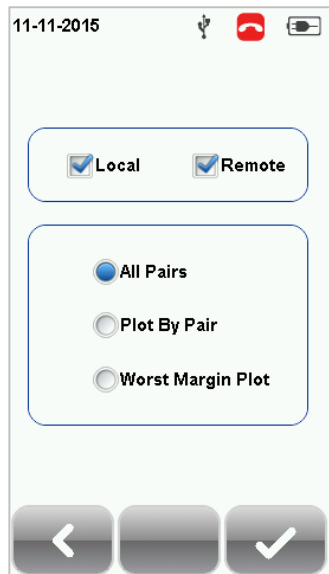 11-11-2015
Local Remote
All Pairs
Plot By Pair
Worst Margin Plot